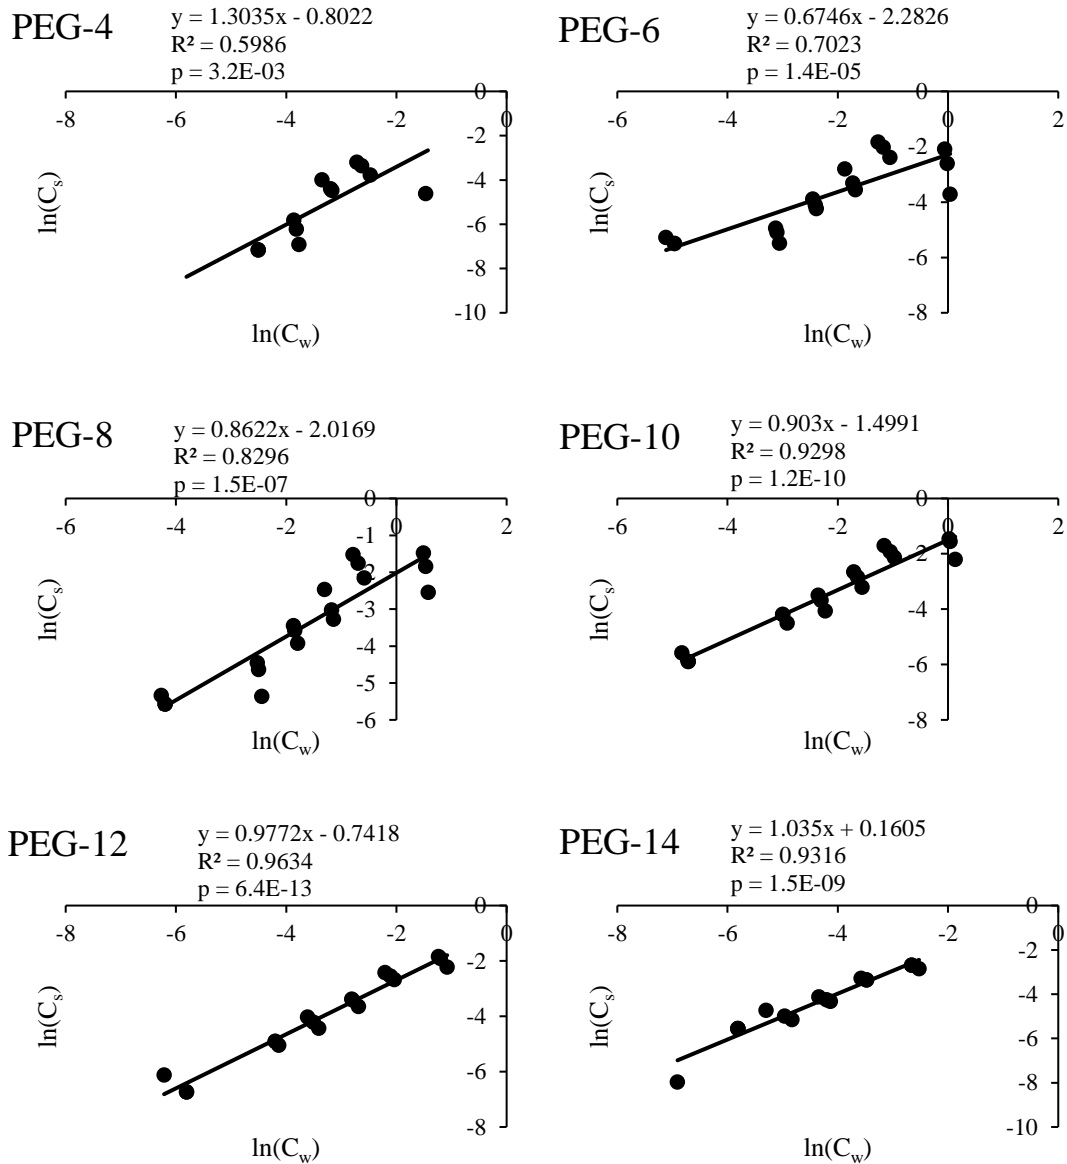 PEG-4
y = 1.3035x - 0.8022
R² = 0.5986
p = 3.2E-03
-8 -6 -4 -2 0
0
-2
-4
-6
-8
-10
ln(Cs)
ln(Cw)
PEG-6
y = 0.6746x - 2.2826
R² = 0.7023
p = 1.4E-05
-6 -4 -2 0 2
0
-2
-4
-6
-8
ln(Cs)
ln(Cw)
PEG-8
y = 0.8622x - 2.0169
R² = 0.8296
p = 1.5E-07
-6 -4 -2 0 2
0
-1
-2
-3
-4
-5
-6
ln(Cs)
ln(Cw)
PEG-10
y = 0.903x - 1.4991
R² = 0.9298
p = 1.2E-10
-6 -4 -2 0 2
0
-2
-4
-6
-8
ln(Cs)
ln(Cw)
PEG-12
y = 0.9772x - 0.7418
R² = 0.9634
p = 6.4E-13
-8 -6 -4 -2 0
0
-2
-4
-6
-8
ln(Cs)
ln(Cw)
PEG-14
y = 1.035x + 0.1605
R² = 0.9316
p = 1.5E-09
-8 -6 -4 -2 0
0
-2
-4
-6
-8
-10
ln(Cs)
ln(Cw)